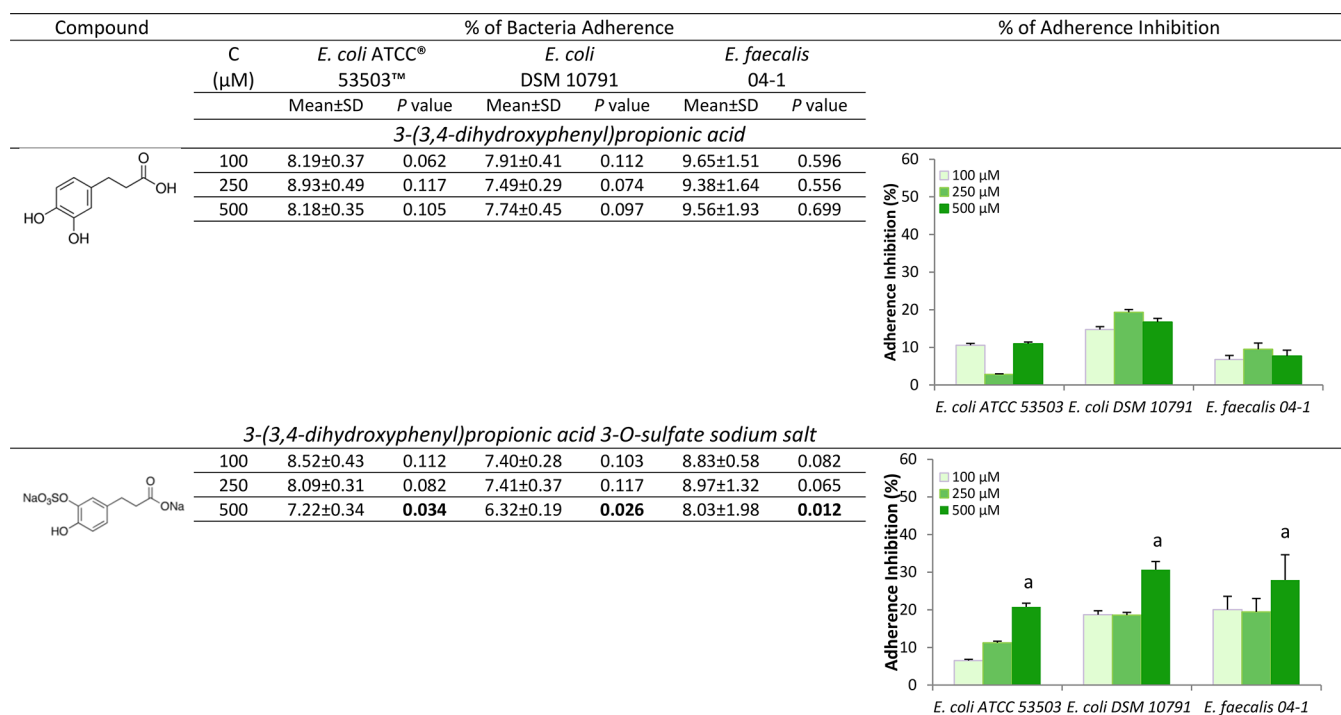 Compound % of Bacteria Adherence % of Adherence Inhibition
C E. coli ATCC® E. coli E. faecalis
(µM) 53503™ DSM 10791 04-1
Mean±SD P value Mean±SD P value Mean±SD P value
3-(3,4-dihydroxyphenyl)propionic acid
100 8.19±0.37 0.062 7.91±0.41 0.112 9.65±1.51 0.596
250 8.93±0.49 0.117 7.49±0.29 0.074 9.38±1.64 0.556
500 8.18±0.35 0.105 7.74±0.45 0.097 9.56±1.93 0.699
O
OH
HO
OH
Adherence Inhibition (%)
60
50
40
30
20
10
0
100 µM
250 µM
500 µM
E. coli ATCC 53503 E. coli DSM 10791 E. faecalis 04-1
3-(3,4-dihydroxyphenyl)propionic acid 3-O-sulfate sodium salt
100 8.52±0.43 0.112 7.40±0.28 0.103 8.83±0.58 0.082
250 8.09±0.31 0.082 7.41±0.37 0.117 8.97±1.32 0.065
500 7.22±0.34 0.034 6.32±0.19 0.026 8.03±1.98 0.012
O
NaO3SO
ONa
HO
Adherence Inhibition (%)
60
50
40
30
20
10
0
100 µM
250 µM
500 µM
a a a
E. coli ATCC 53503 E. coli DSM 10791 E. faecalis 04-1